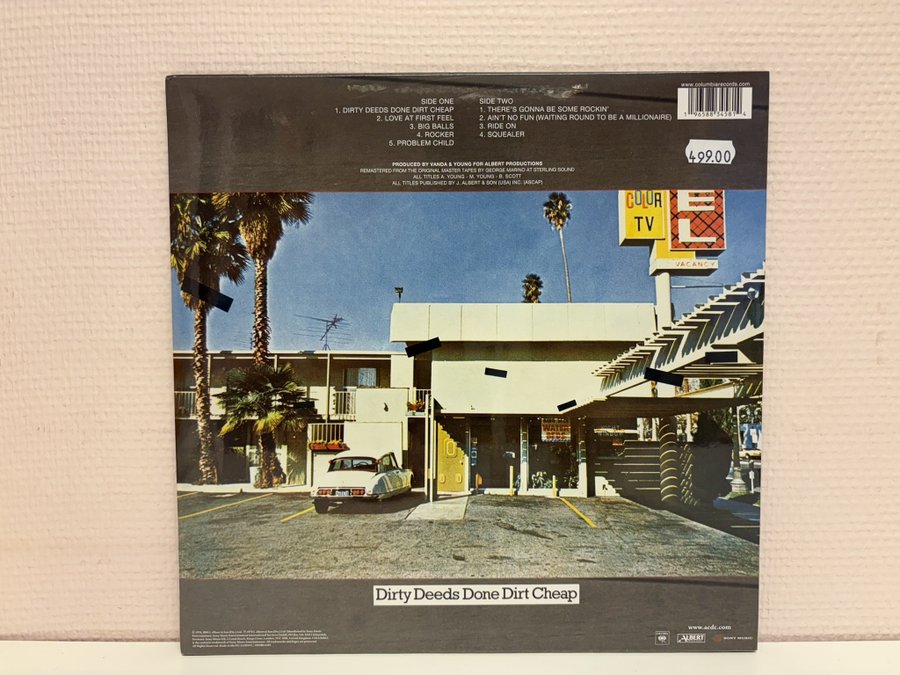 www.columbiarecords.com
SIDE ONE
1. DIRTY DEEDS DONE DIRT CHEAP
2. LOVE AT FIRST FEEL
3. BIG BALLS
4. ROCKER
5. PROBLEM CHILD
SIDE TWO
1. THERE'S GONNA BE SOME ROCKIN'
2. AIN'T NO FUN (WAITING ROUND TO BE A MILLIONAIRE)
3. RIDE ON
4. SQUEALER
1 96588 34581 4
499.00
PRODUCED BY VANDA & YOUNG FOR ALBERT PRODUCTIONS
REMASTERED FROM THE ORIGINAL MASTER TAPES BY GEORGE MARINO AT STERLING SOUND
ALL TITLES A. YOUNG - M. YOUNG - B. SCOTT
ALL TITLES PUBLISHED BY J. ALBERT & SON (USA) INC. (ASCAP)
COLOR
TV
EL
VACANCY
Dirty Deeds Done Dirt Cheap
www.acdc.com
ALBERT
SONY MUSIC